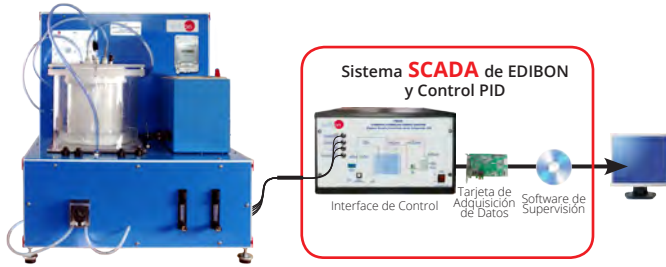 Sistema SCADA de EDIBON
y Control PID
Interface de Control
Tarjeta de
Adquisición
de Datos
Software de
Supervisión